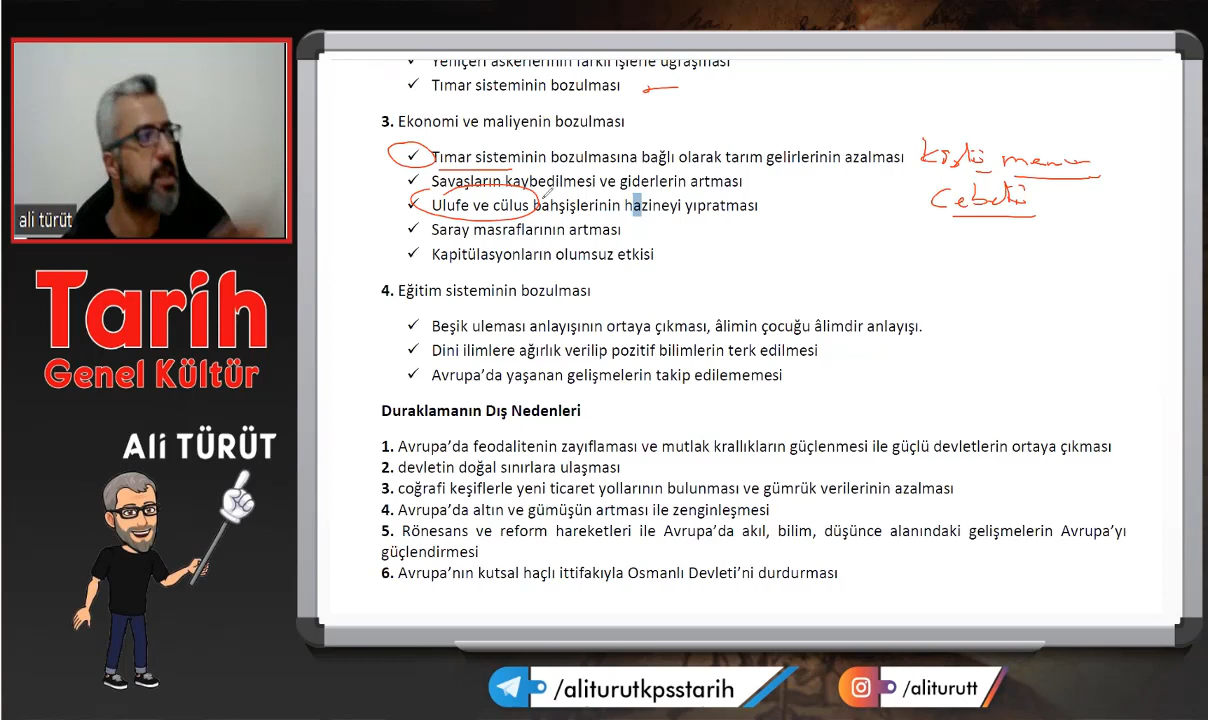 Yeniçeri askerlerinin farklı işlerle uğraşması
✓ Tımar sisteminin bozulması
3. Ekonomi ve maliyenin bozulması
✓ Tımar sisteminin bozulmasına bağlı olarak tarım gelirlerinin azalması
✓ Savaşların kaybedilmesi ve giderlerin artması
✓ Ulufe ve cülus bahşişlerinin hazineyi yıpratması
✓ Saray masraflarının artması
✓ Kapitülasyonların olumsuz etkisi
Cebelü
4. Eğitim sisteminin bozulması
✓ Beşik uleması anlayışının ortaya çıkması, âlimin çocuğu âlimdir anlayışı.
✓ Dini ilimlere ağırlık verilip pozitif bilimlerin terk edilmesi
✓ Avrupa’da yaşanan gelişmelerin takip edilememesi
Duraklamanın Dış Nedenleri
1. Avrupa’da feodalitenin zayıflaması ve mutlak krallıkların güçlenmesi ile güçlü devletlerin ortaya çıkması
2. devletin doğal sınırlara ulaşması
3. coğrafi keşiflerle yeni ticaret yollarının bulunması ve gümrük verilerinin azalması
4. Avrupa’da altın ve gümüşün artması ile zenginleşmesi
5. Rönesans ve reform hareketleri ile Avrupa’da akıl, bilim, düşünce alanındaki gelişmelerin Avrupa’yı
güçlendirmesi
6. Avrupa’nın kutsal haçlı ittifakıyla Osmanlı Devleti’ni durdurması
ali türüt
Tarih
Genel Kültür
Ali TÜRÜT
/aliturutkpsstarih
/aliturutt